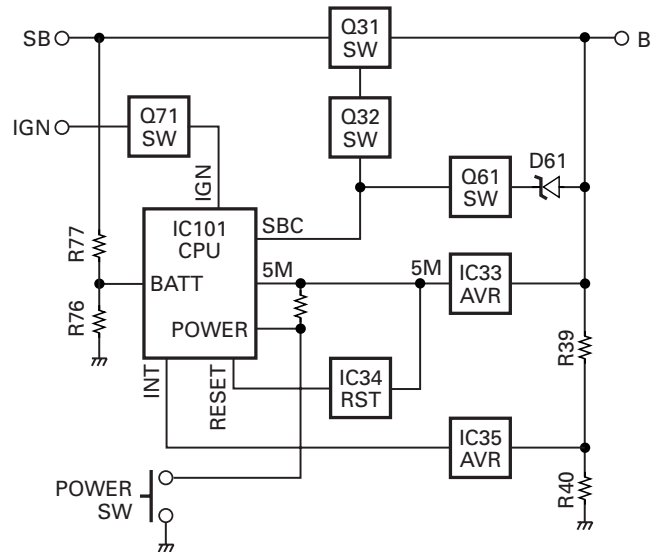 SB
Q31
SW
B
IGN
Q71
SW
Q32
SW
D61
IGN
Q61
SW
IC101
CPU
SBC
R77
5M
5M
IC33
AVR
BATT
R76
POWER
R39
INT
RESET
IC34
RST
IC35
AVR
POWER
SW
R40